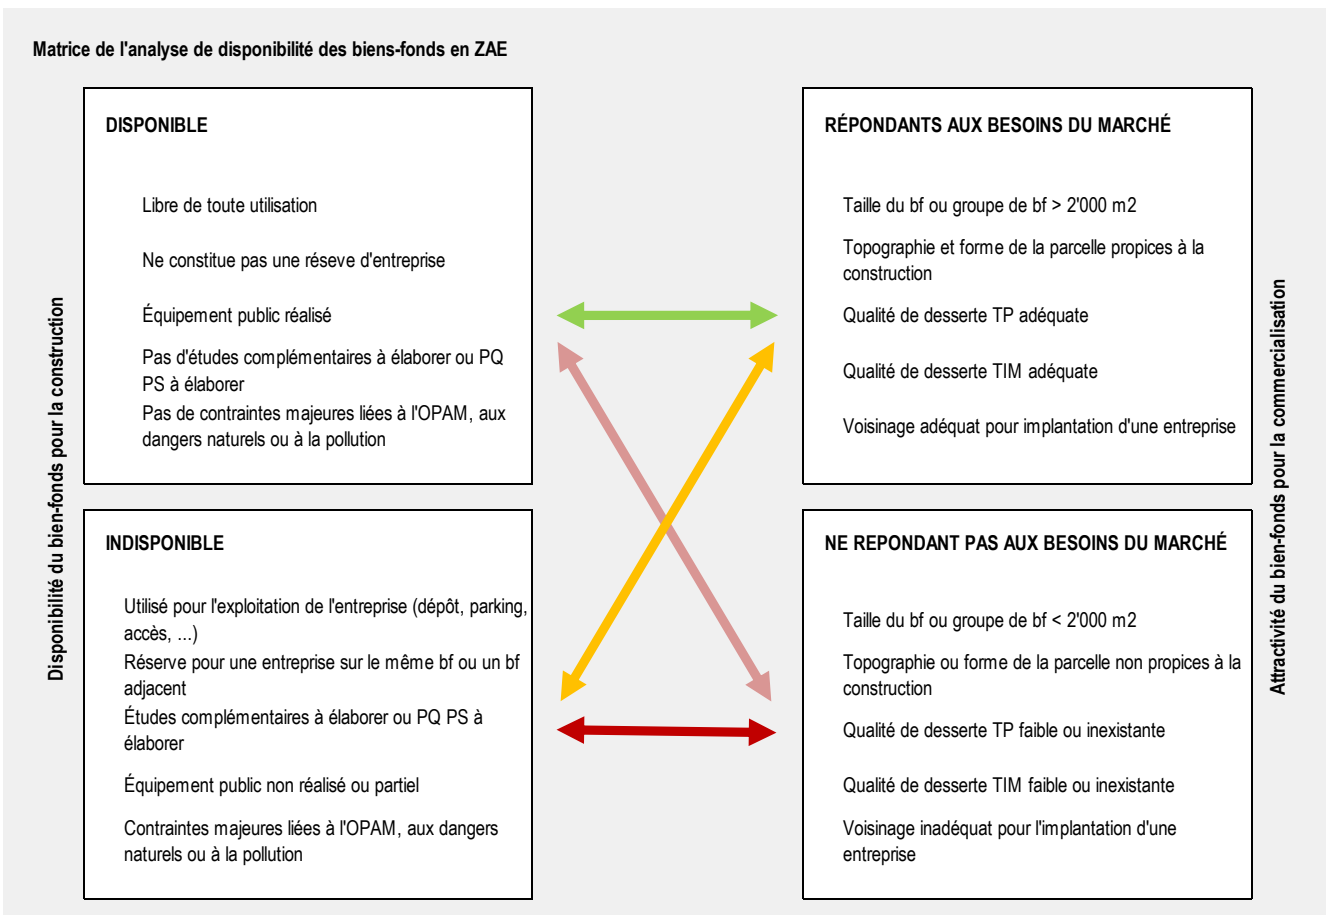 Matrice de l'analyse de disponibilité des biens-fonds en ZAE
Disponibilité du bien-fonds pour la construction
DISPONIBLE
Libre de toute utilisation
Ne constitue pas une réseve d'entreprise
Équipement public réalisé
Pas d'études complémentaires à élaborer ou PQ
PS à élaborer
Pas de contraintes majeures liées à l'OPAM, aux
dangers naturels ou à la pollution
INDISPONIBLE
Utilisé pour l'exploitation de l'entreprise (dépôt, parking,
accès, ...)
Réserve pour une entreprise sur le même bf ou un bf
adjacent
Études complémentaires à élaborer ou PQ PS à
élaborer
Équipement public non réalisé ou partiel
Contraintes majeures liées à l'OPAM, aux dangers
naturels ou à la pollution
RÉPONDANTS AUX BESOINS DU MARCHÉ
Taille du bf ou groupe de bf > 2'000 m2
Topographie et forme de la parcelle propices à la
construction
Qualité de desserte TP adéquate
Qualité de desserte TIM adéquate
Voisinage adéquat pour implantation d'une entreprise
NE REPONDANT PAS AUX BESOINS DU MARCHÉ
Taille du bf ou groupe de bf < 2'000 m2
Topographie ou forme de la parcelle non propices à la
construction
Qualité de desserte TP faible ou inexistante
Qualité de desserte TIM faible ou inexistante
Voisinage inadéquat pour l'implantation d'une
entreprise
Attractivité du bien-fonds pour la commercialisation